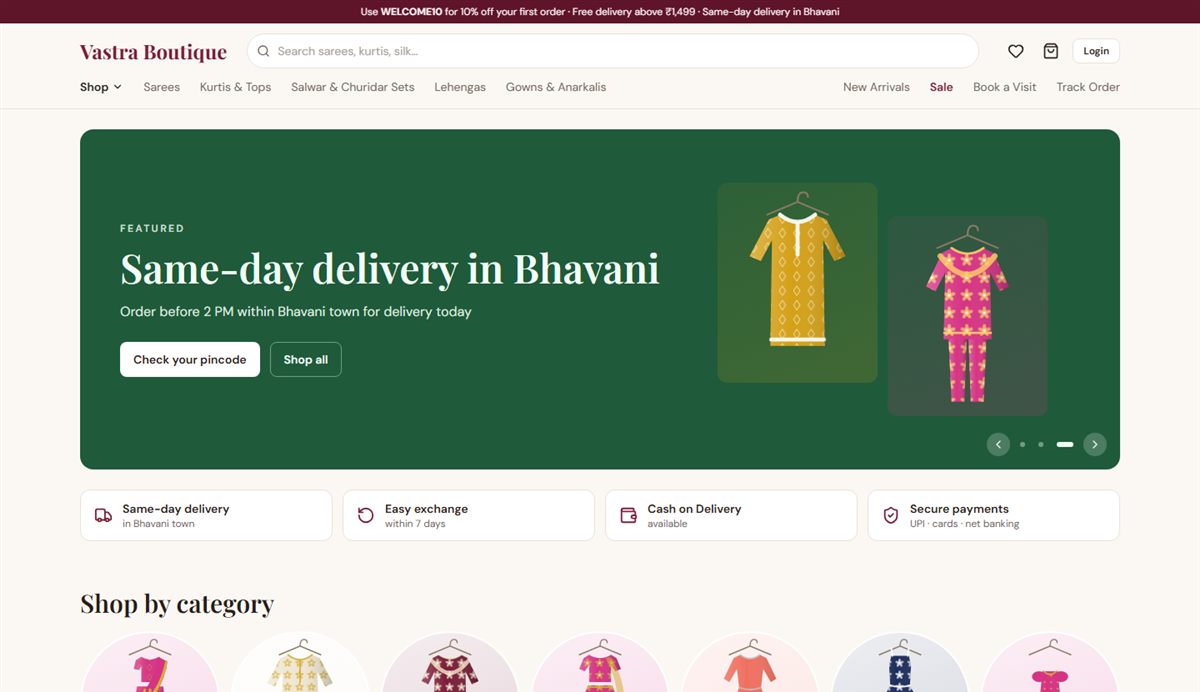 Use WELCOME10 for 10% off your first order · Free delivery above ₹1,499 · Same-day delivery in Bhavani
Vastra Boutique
Search sarees, kurtis, silk...
Login
Shop Sarees Kurtis & Tops Salwar & Churidar Sets Lehengas Gowns & Anarkalis New Arrivals Sale Book a Visit Track Order
FEATURED
Same-day delivery in Bhavani
Order before 2 PM within Bhavani town for delivery today
Check your pincode Shop all
Same-day delivery
in Bhavani town
Easy exchange
within 7 days
Cash on Delivery
available
Secure payments
UPI · cards · net banking
Shop by category